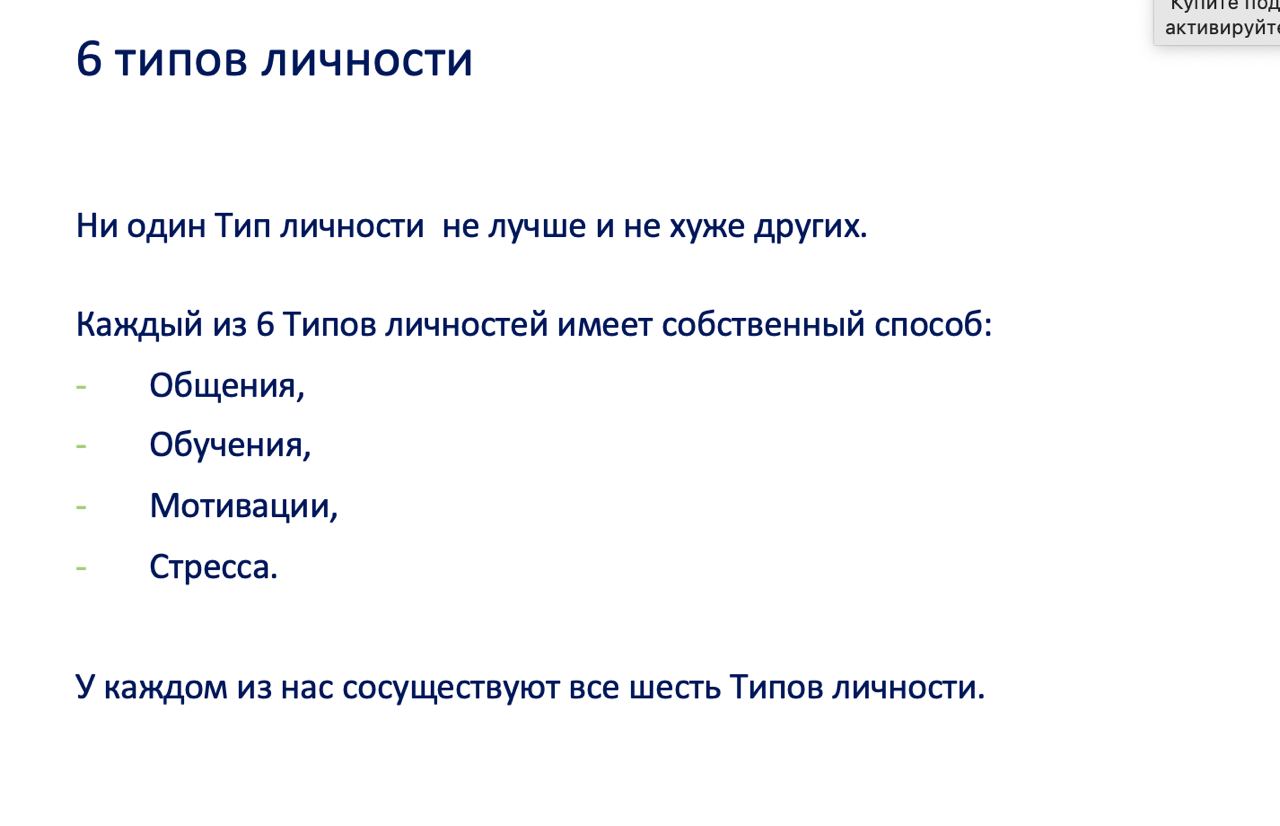 Купите под
активируйте
6 типов личности
Ни один Тип личности  не лучше и не хуже других.
Каждый из 6 Типов личностей имеет собственный способ:
- Общения,
- Обучения,
- Мотивации,
- Стресса.
У каждом из нас сосуществуют все шесть Типов личности.